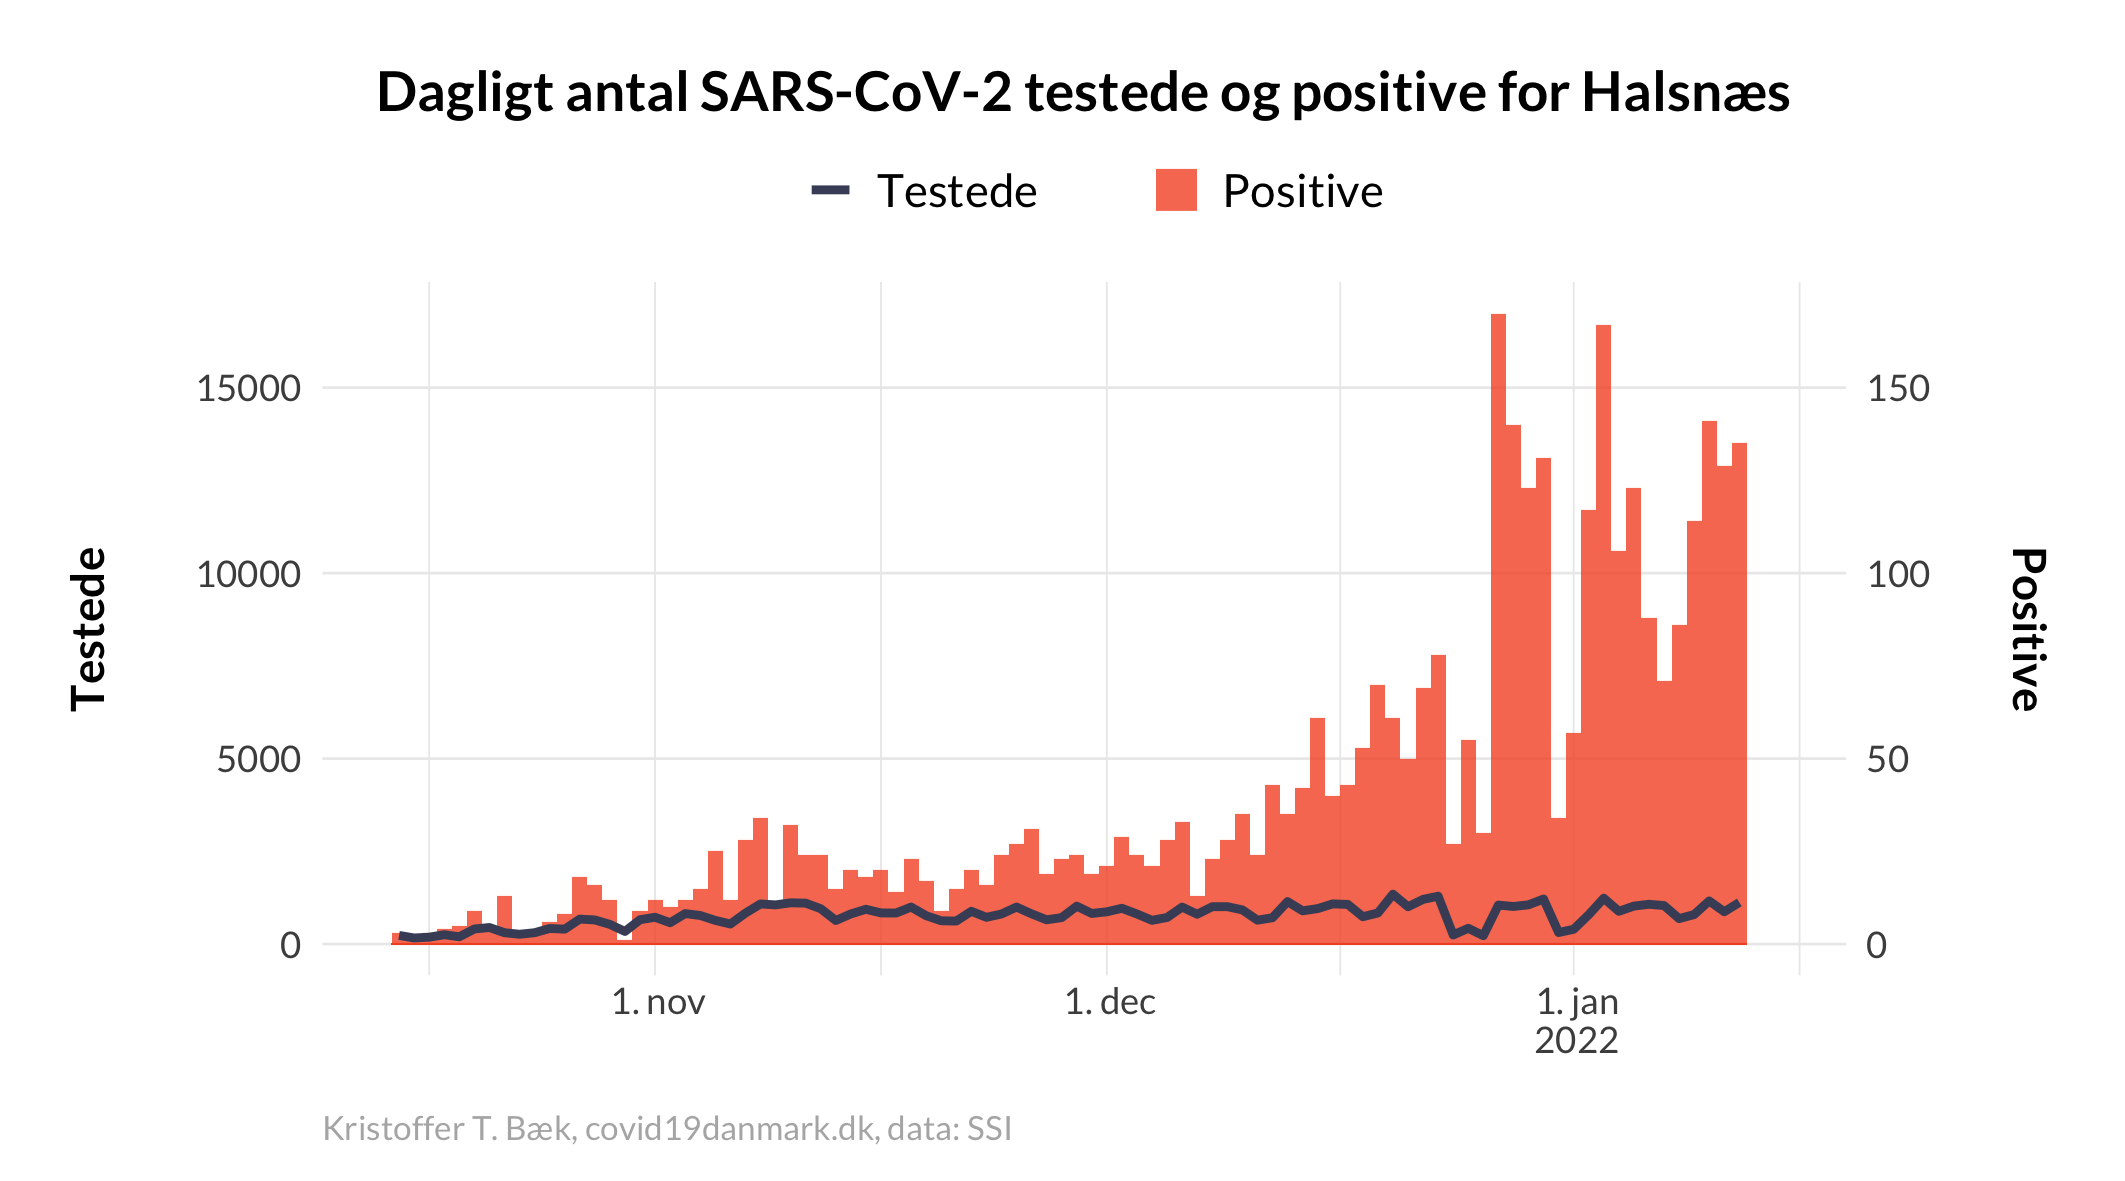 Dagligt antal SARS-CoV-2 testede og positive for Halsnæs
Testede
Positive
15000
10000
5000
0
150
100
50
0
Testede
Positive
1. nov
1. dec
1. jan
2022
Kristoffer T. Bæk, covid19danmark.dk, data: SSI